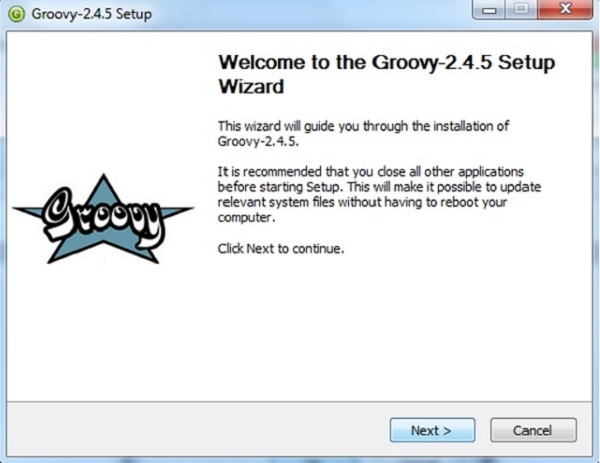 Groovy-2.4.5 Setup
Welcome to the Groovy-2.4.5 Setup
Wizard
This wizard will guide you through the installation of
Groovy-2.4.5.
It is recommended that you close all other applications
before starting Setup. This will make it possible to update
relevant system files without having to reboot your
computer.
Groovy
Click Next to continue.
Next >
Cancel